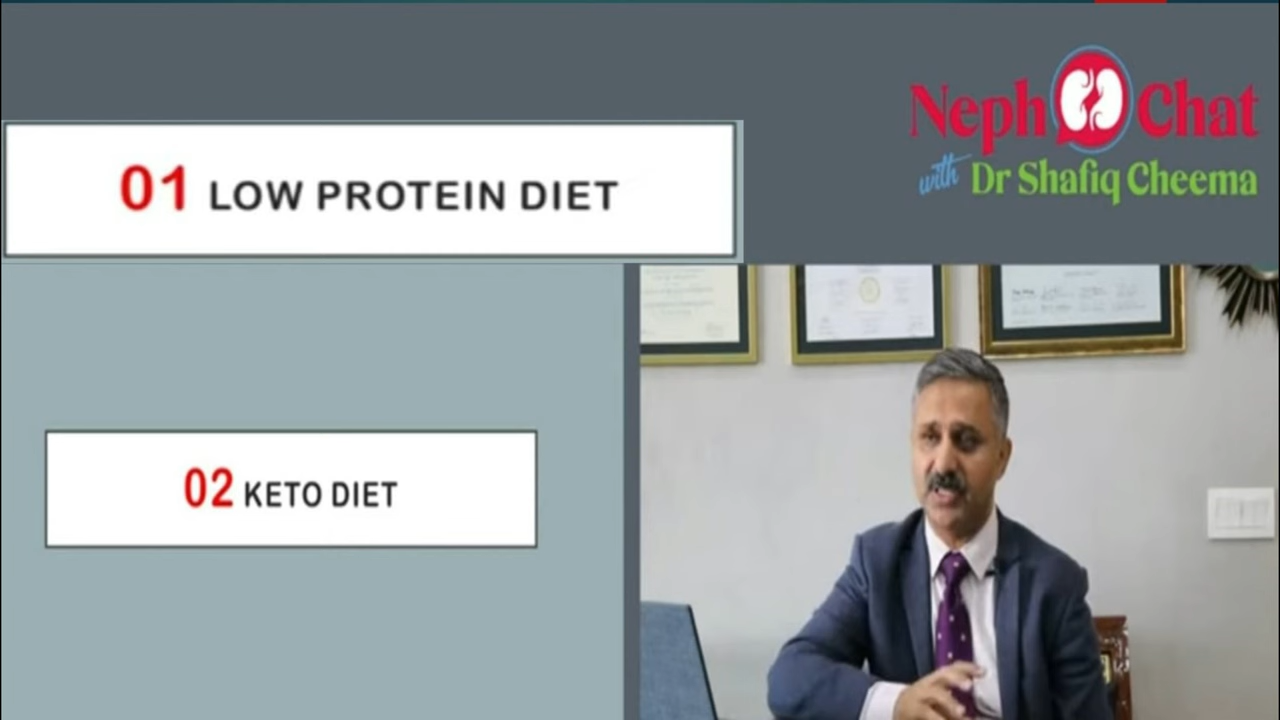 Neph Chat
with Dr Shafiq Cheema
01 LOW PROTEIN DIET
02 KETO DIET